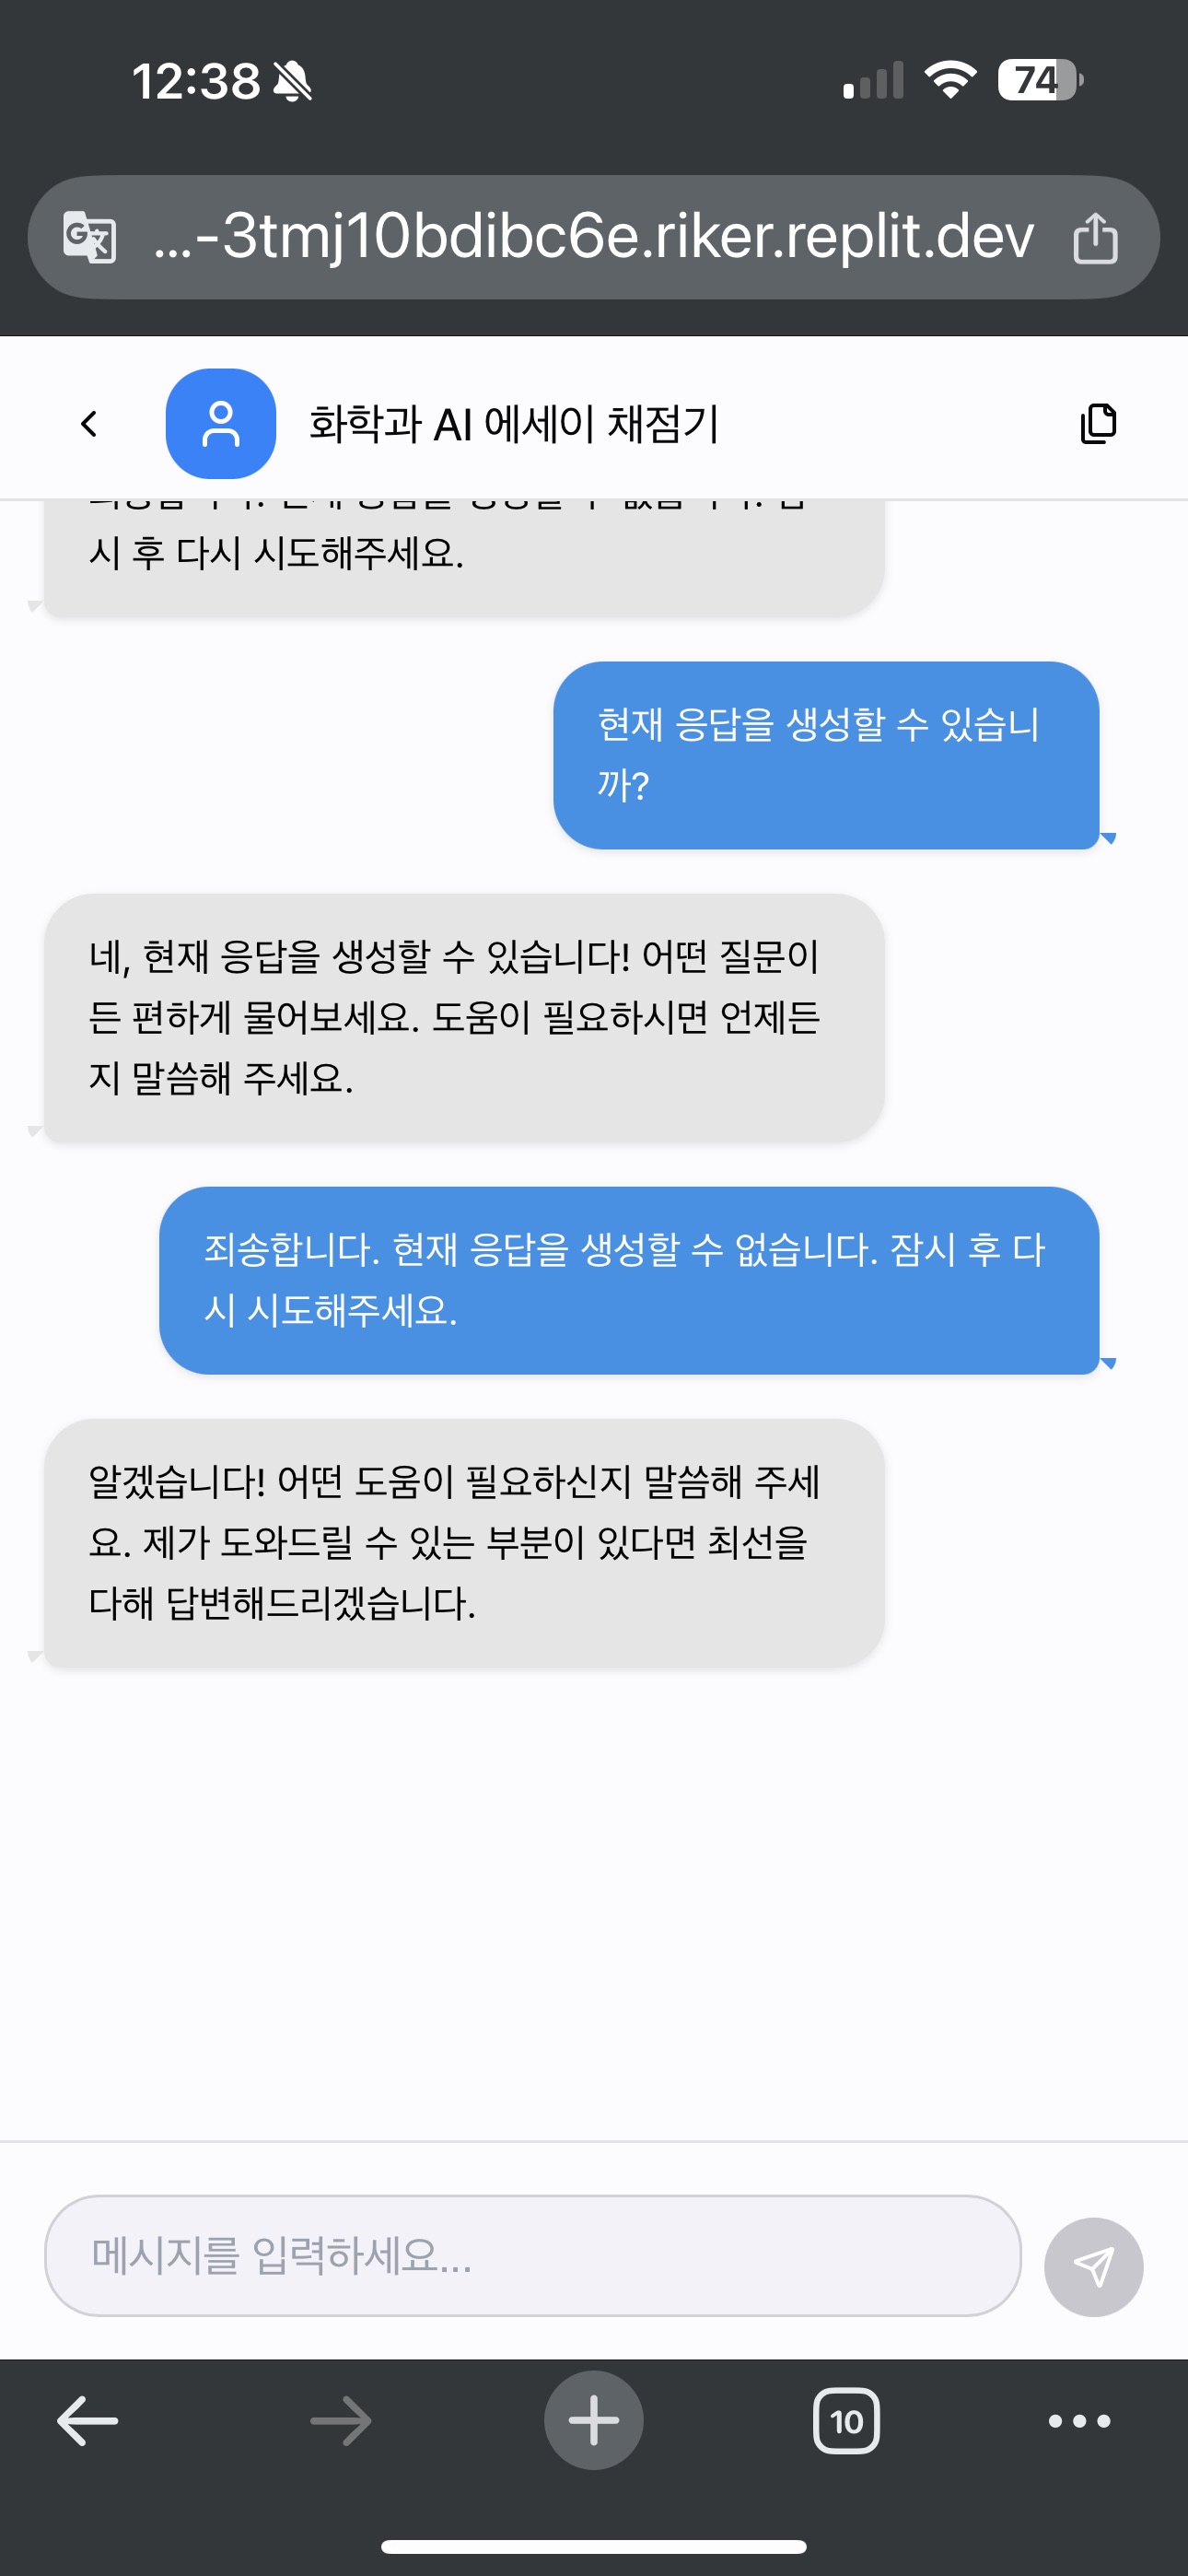 12:38
74
...-3tmj10bdibc6e.riker.replit.dev
화학과 AI 에세이 채점기
시 후 다시 시도해주세요.
현재 응답을 생성할 수 있습니
까?
네, 현재 응답을 생성할 수 있습니다! 어떤 질문이
든 편하게 물어보세요. 도움이 필요하시면 언제든
지 말씀해 주세요.
죄송합니다. 현재 응답을 생성할 수 없습니다. 잠시 후 다
시 시도해주세요.
알겠습니다! 어떤 도움이 필요하신지 말씀해 주세
요. 제가 도와드릴 수 있는 부분이 있다면 최선을
다해 답변해드리겠습니다.
메시지를 입력하세요...
10